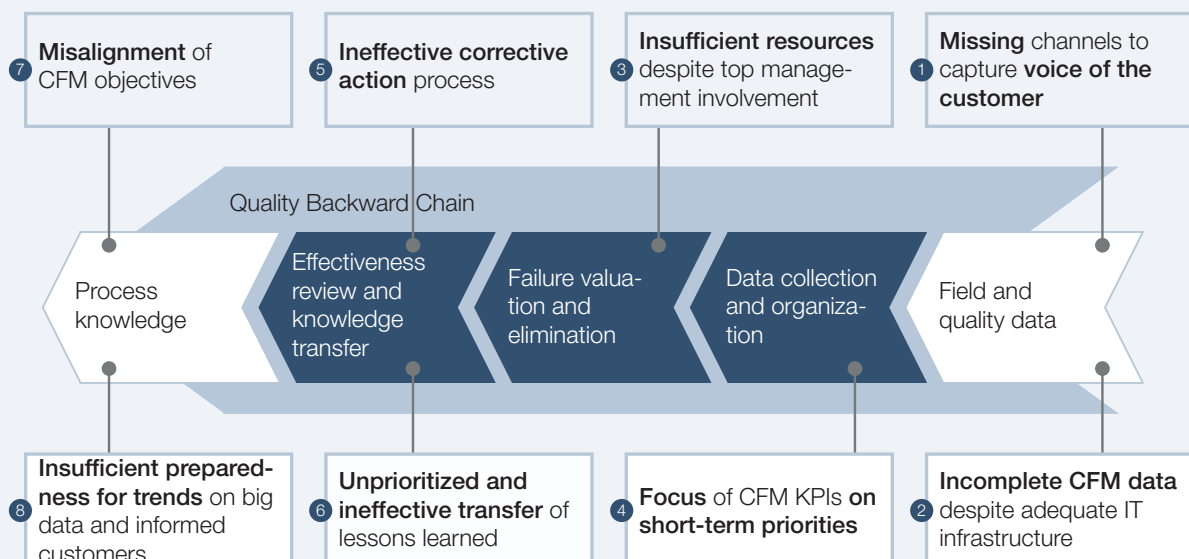 7
Misalignment of
CFM objectives
5
Ineffective corrective
action process
3
Insufficient resources
despite top manage-
ment involvement
1
Missing channels to
capture voice of the
customer
Quality Backward Chain
Process
knowledge
Effectiveness
review and
knowledge
transfer
Failure valua-
tion and
elimination
Data collection
and organiza-
tion
Field and
quality data
8
Insufficient prepared-
ness for trends on big
data and informed
customers
6
Unprioritized and
ineffective transfer of
lessons learned
4
Focus of CFM KPIs on
short-term priorities
2
Incomplete CFM data
despite adequate IT
infrastructure